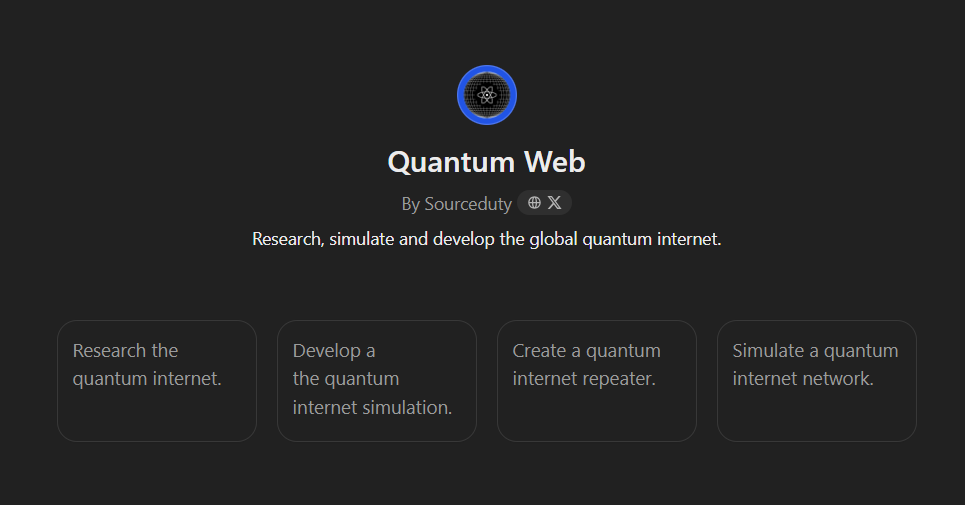 Quantum Web
By Sourceduty
Research, simulate and develop the global quantum internet.
Research the
quantum internet.
Develop a
the quantum
internet simulation.
Create a quantum
internet repeater.
Simulate a quantum
internet network.